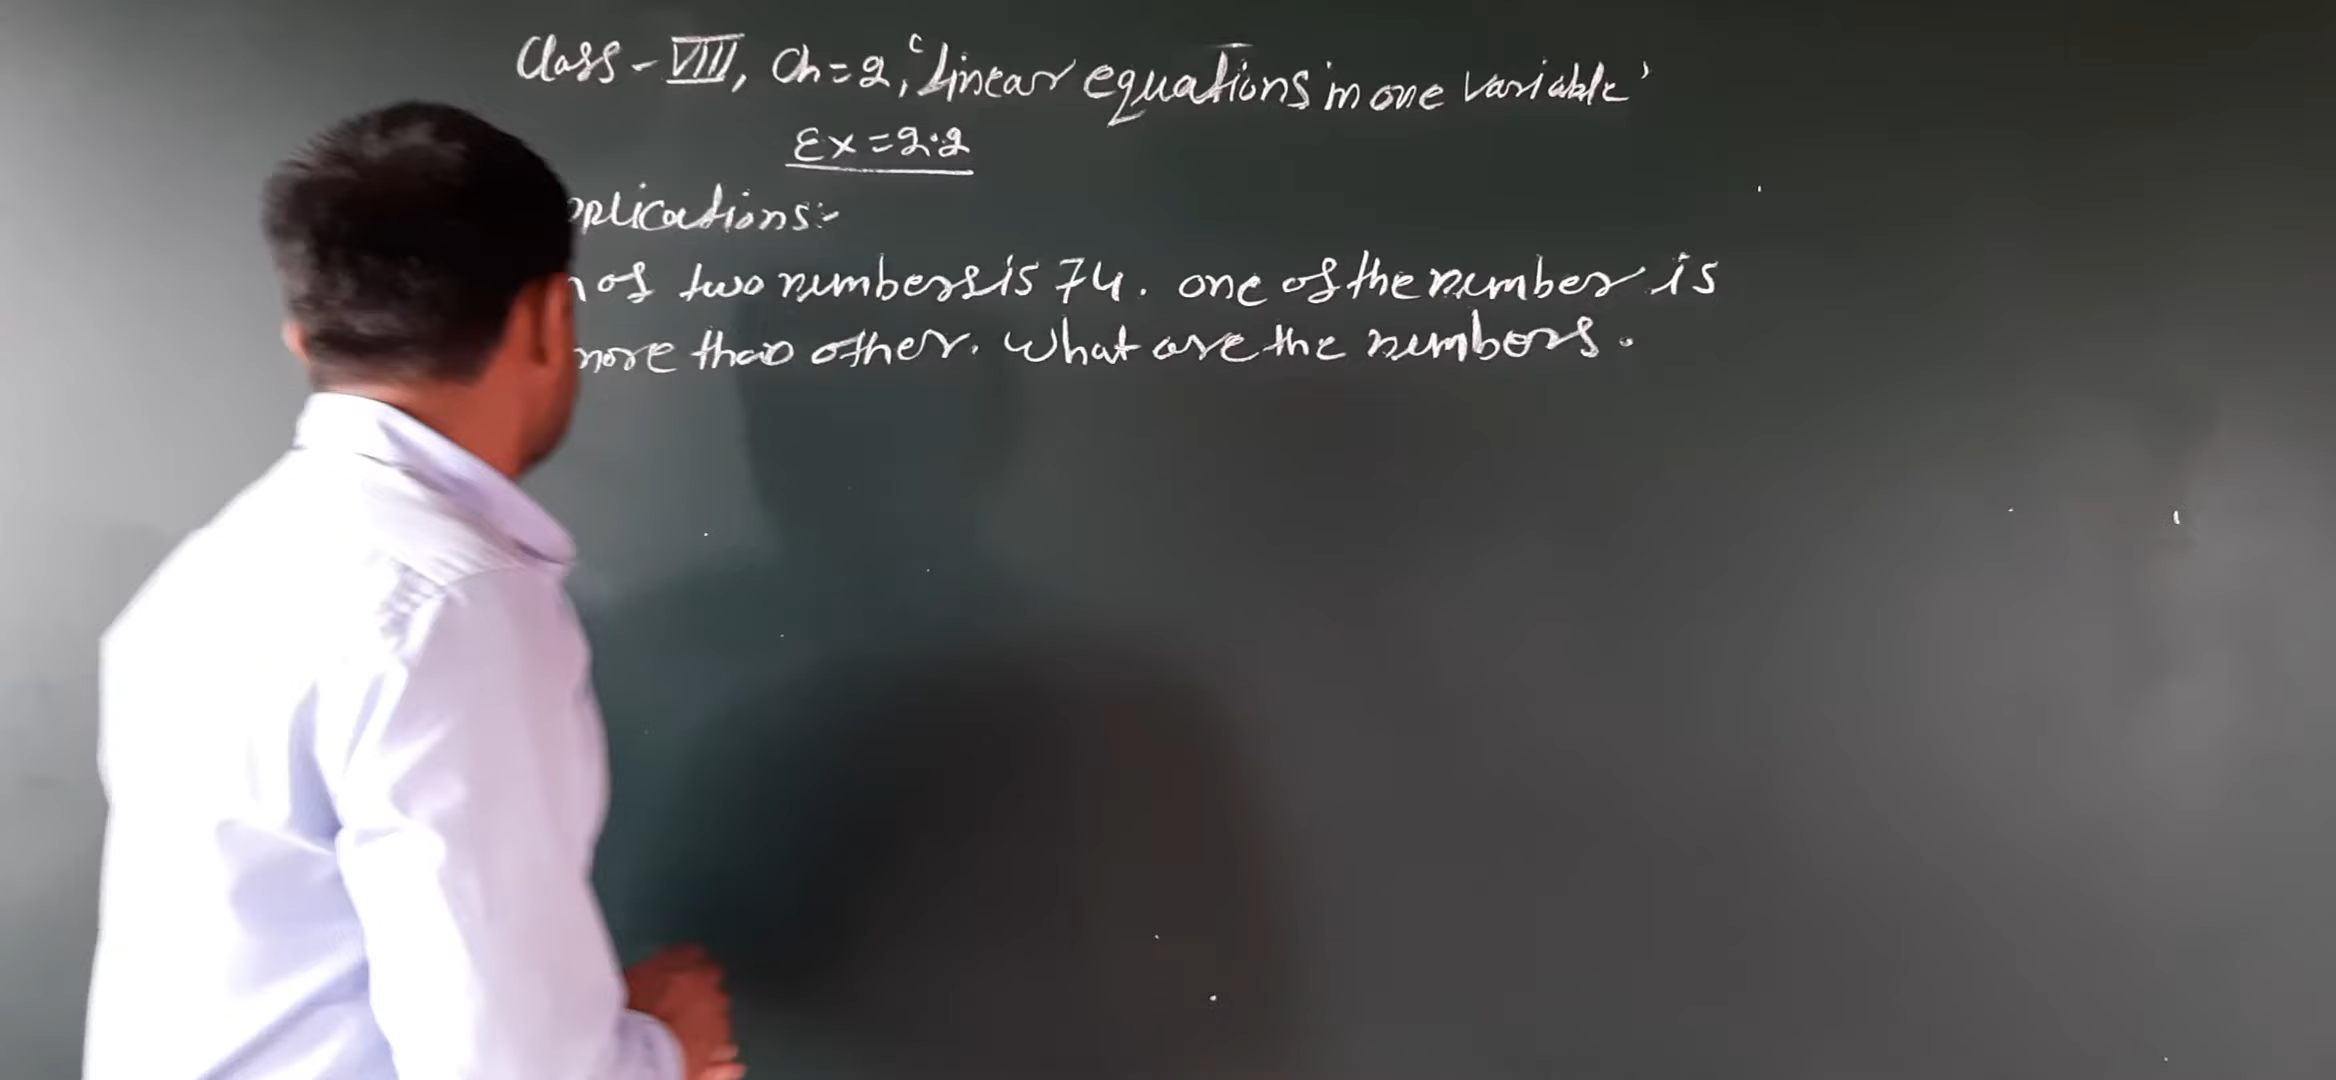 Class - VIII, Ch = 2, 'Linear equations in one variable'
Ex = 2.2
pplications:-
of two numbers is 74. one of the number is
more than other. What are the numbers.